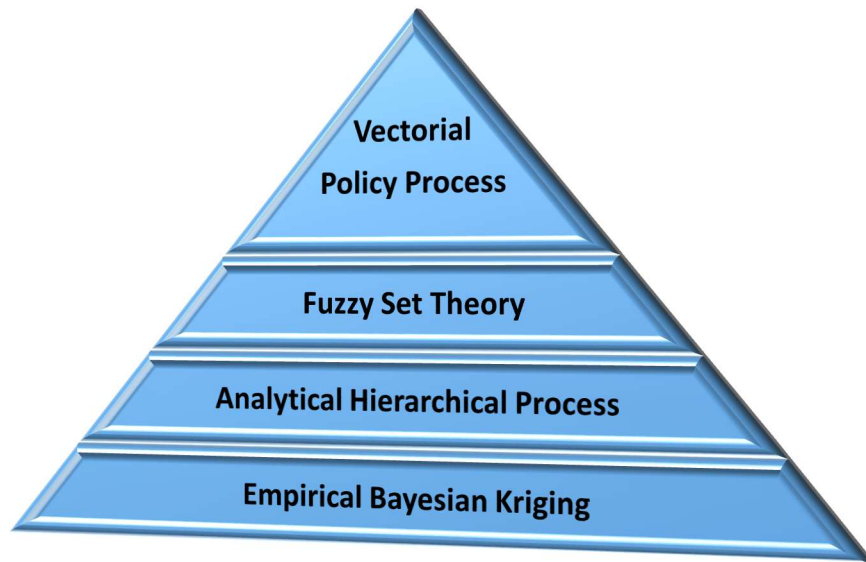 Vectorial
Policy Process
Fuzzy Set Theory
Analytical Hierarchical Process
Empirical Bayesian Kriging